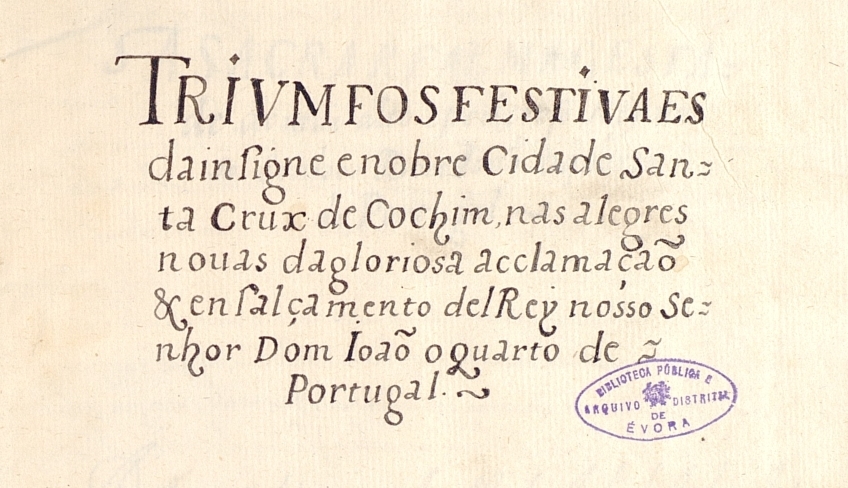 TRIVMFOS FESTIVAES
da insigne e nobre Cidade San-
ta Crux de Cochim, nas alegres
nouas da gloriosa acclamação
& ensalçamento del Rey nosso Se-
nhor Dom Ioão o quarto de
Portugal.
BIBLIOTECA PÚBLICA E
ARQUIVO DISTRITAL
DE
ÉVORA